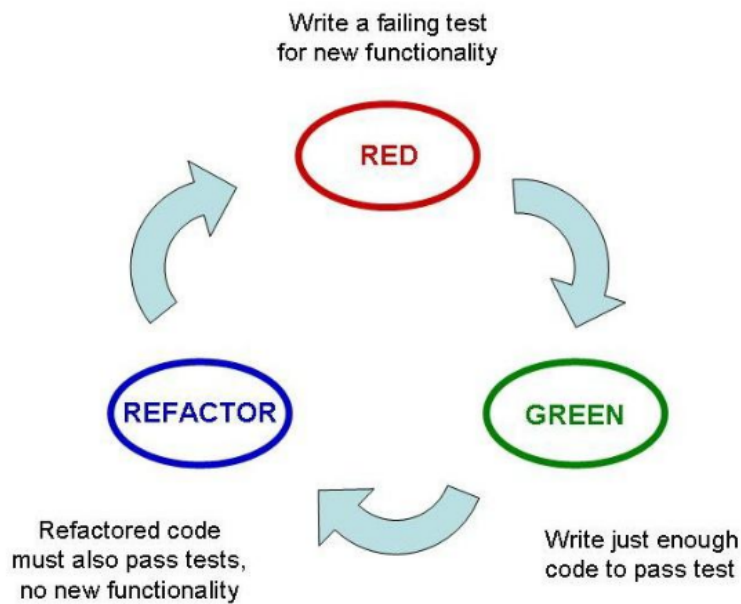 Write a failing test
for new functionality
RED
REFACTOR
GREEN
Refactored code
must also pass tests,
no new functionality
Write just enough
code to pass test